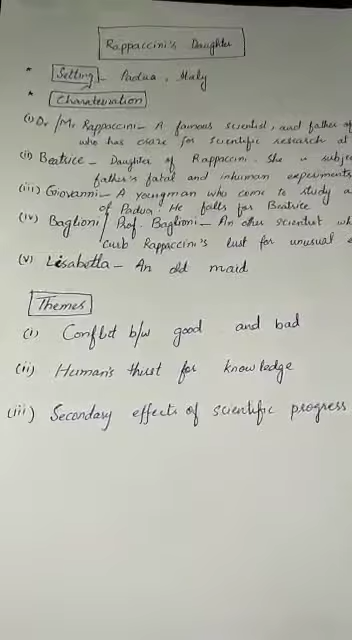 Rappaccini's Daughter
* Setting - Padua, Italy
* Characterization
(i) Dr/Mr Rappaccini - A famous scientist, and father of
who has craze for scientific research at
(ii) Beatrice - Daughter of Rappaccini. She is subjec
father's fatal and inhuman experiments
(iii) Giovanni - A youngman who come to study a
of Padua. He falls for Beatrice
(iv) Baglioni/Prof. Baglioni - An other scientist wh
curb Rappaccini's lust for unusual e
(v) Lisabetta - An old maid
Themes
(i) Conflict b/w good and bad
(ii) Human's thust for knowledge
(iii) Secondary effects of scientific progress